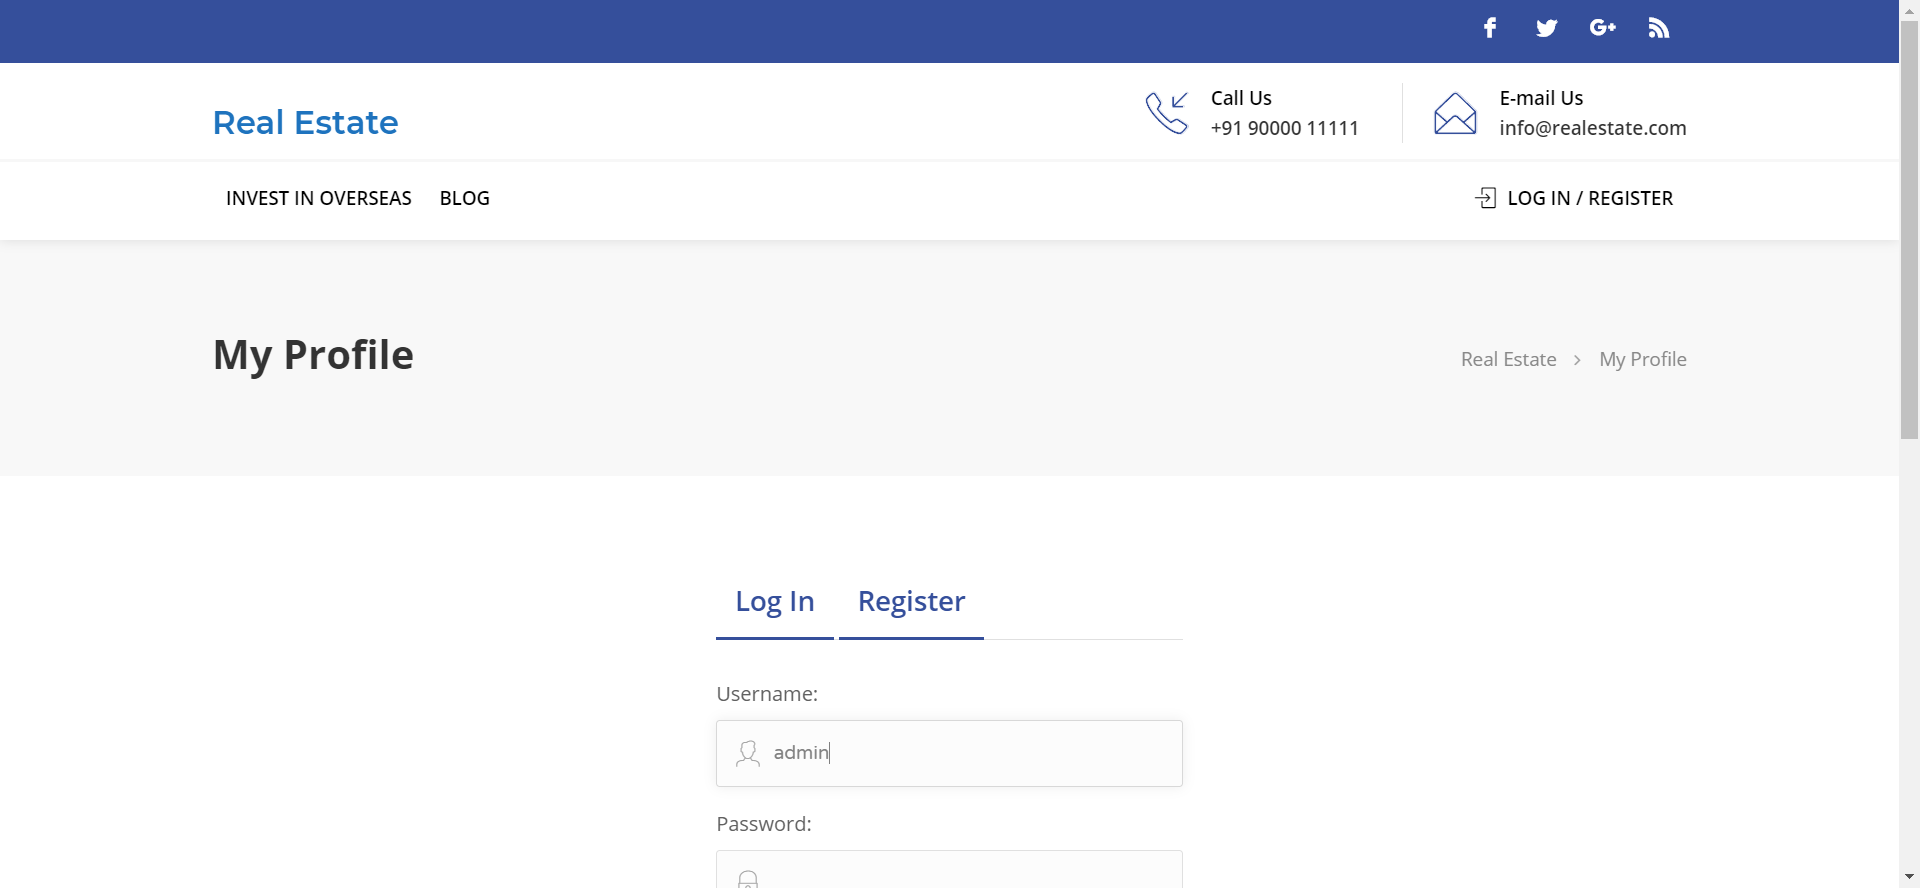 Real Estate
Call Us
+91 90000 11111
E-mail Us
info@realestate.com
INVEST IN OVERSEAS BLOG
LOG IN / REGISTER
My Profile
Real Estate My Profile
Log In Register
Username:
admin
Password: